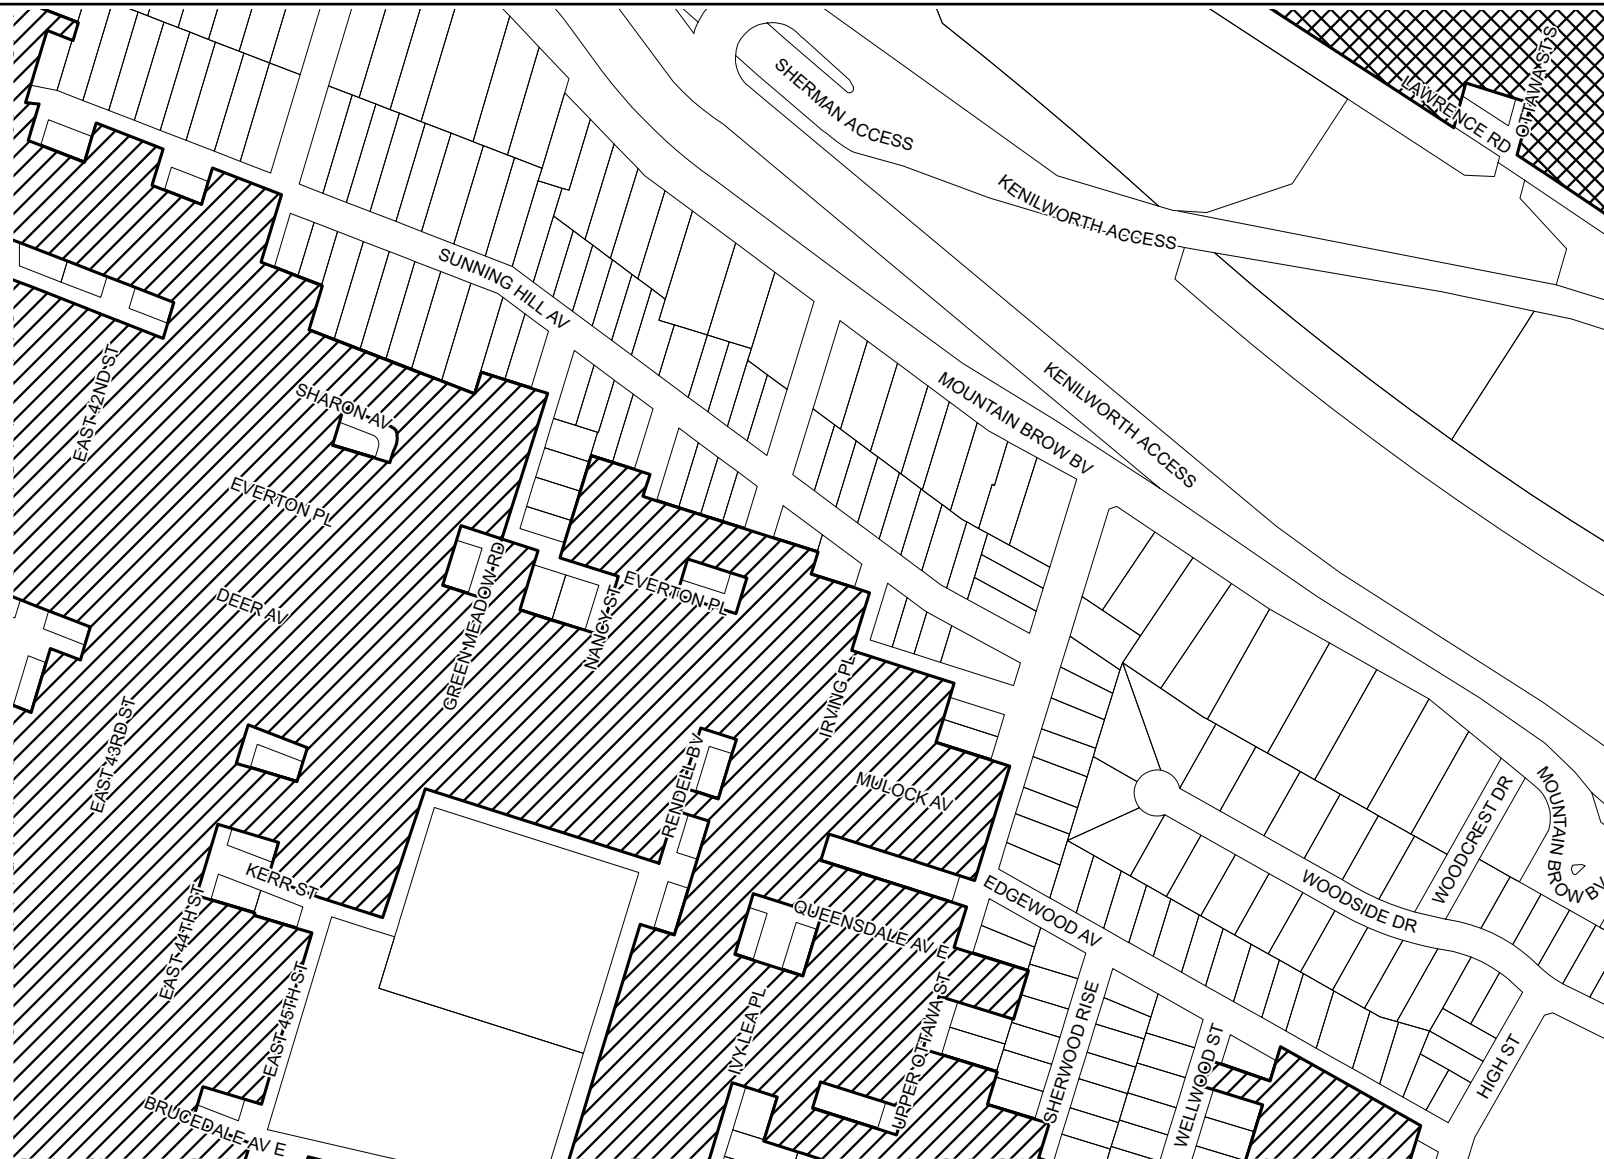 OTTAWA ST S
LAWRENCE RD
SHERMAN ACCESS
KENILWORTH ACCESS
SUNNING HILL AV
EAST 42ND ST
SHARON AV
MOUNTAIN BROW BV
KENILWORTH ACCESS
EVERTON PL
GREEN MEADOW RD
NANCY ST
EVERTON PL
DEER AV
IRVING PL
EAST 43RD ST
RENDELL BV
MULOCK AV
WOODCREST DR
MOUNTAIN BROW BV
KERR ST
EDGEWOOD AV
WOODSIDE DR
QUEENSDALE AV E
EAST 44TH ST
EAST 45TH ST
IVY LEA PL
UPPER OTTAWA ST
SHERWOOD RISE
WELLWOOD ST
HIGH ST
BRUCEDALE AV E